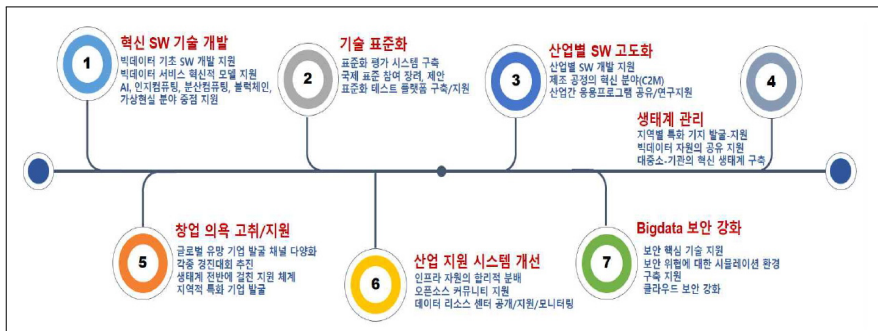 1
혁신 SW 기술 개발
빅데이터 기초 SW 개발 지원
빅데이터 서비스 혁신적 모델 지원
AI, 인지컴퓨팅, 분산컴퓨팅, 블럭체인,
가상현실 분야 중점 지원
2
기술 표준화
표준화 평가 시스템 구축
국제 표준 참여 장려, 제안
표준화 테스트 플랫폼 구축/지원
3
산업별 SW 고도화
산업별 SW 개발 지원
제조 공정의 혁신 분야(C2M)
산업간 응용프로그램 공유/연구지원
4
생태계 관리
지역별 특화 기지 발굴-지원
빅데이터 자원의 공유 지원
대중소-기관의 혁신 생태계 구축
5
창업 의욕 고취/지원
글로벌 유망 기업 발굴 채널 다양화
각종 경진대회 추진
생태계 전반에 걸친 지원 체계
지역적 특화 기업 발굴
6
산업 지원 시스템 개선
인프라 자원의 합리적 분배
오픈소스 커뮤니티 지원
데이터 리소스 센터 공개/지원/모니터링
7
Bigdata 보안 강화
보안 핵심 기술 지원
보안 위협에 대한 시뮬레이션 환경
구축 지원
클라우드 보안 강화